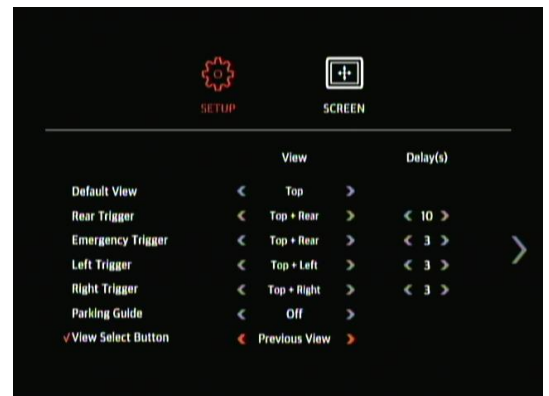 SETUP SCREEN
View Delay(s)
Default View Top
Rear Trigger Top + Rear 10
Emergency Trigger Top + Rear 3
Left Trigger Top + Left 3
Right Trigger Top + Right 3
Parking Guide Off
√View Select Button Previous View